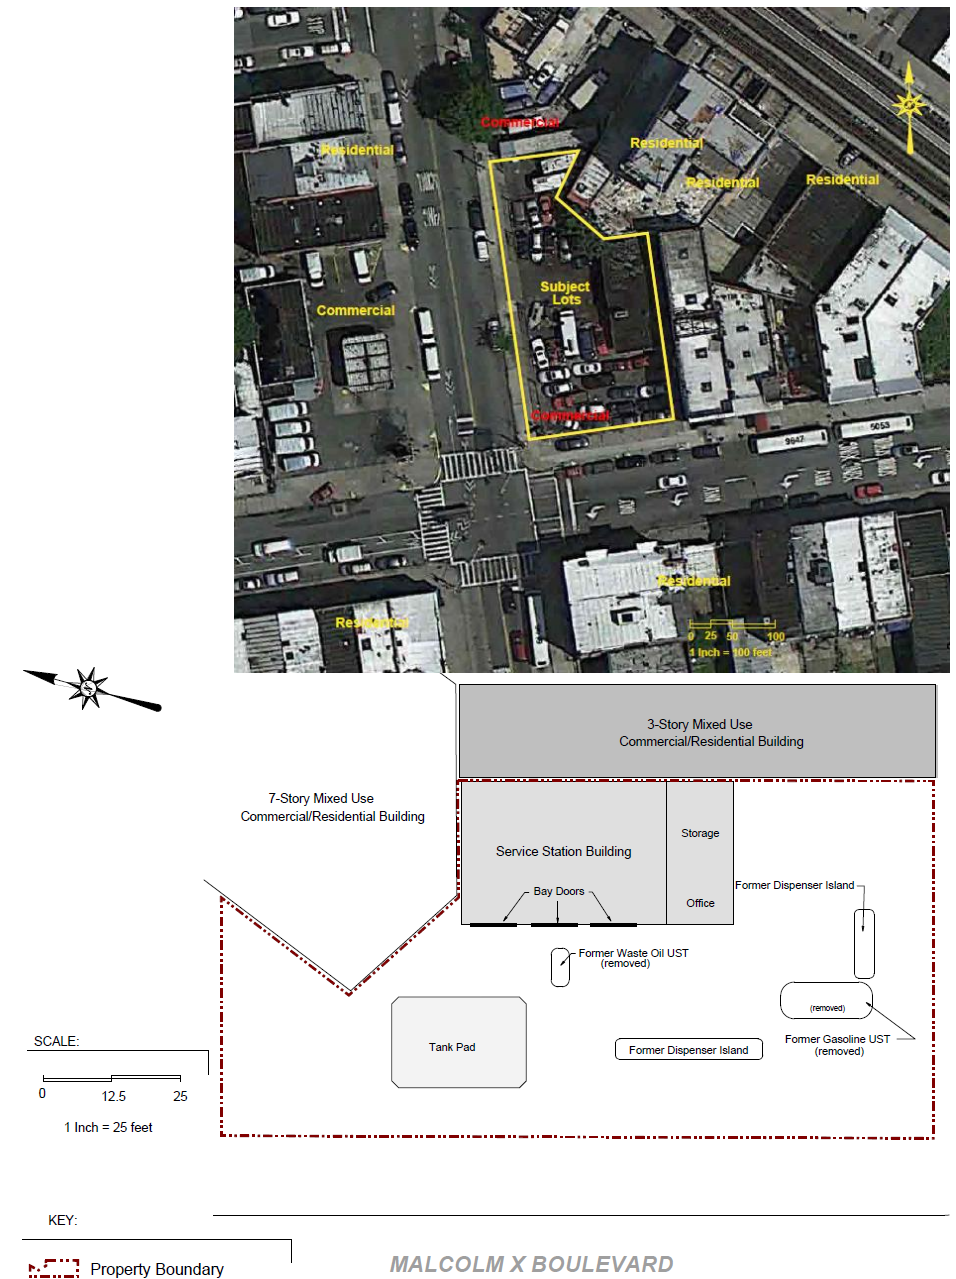 Commercial
Residential
Residential
Residential
Residential
Subject
Lots
Commercial
Commercial
9647
5053
Residential
Residential
0 25 50 100
1 Inch = 100 feet
3-Story Mixed Use
Commercial/Residential Building
7-Story Mixed Use
Commercial/Residential Building
Storage
Service Station Building
Bay Doors
Office
Former Dispenser Island
Former Waste Oil UST
(removed)
(removed)
Former Gasoline UST
(removed)
Tank Pad
Former Dispenser Island
SCALE:
0 12.5 25
1 Inch = 25 feet
KEY:
Property Boundary
MALCOLM X BOULEVARD